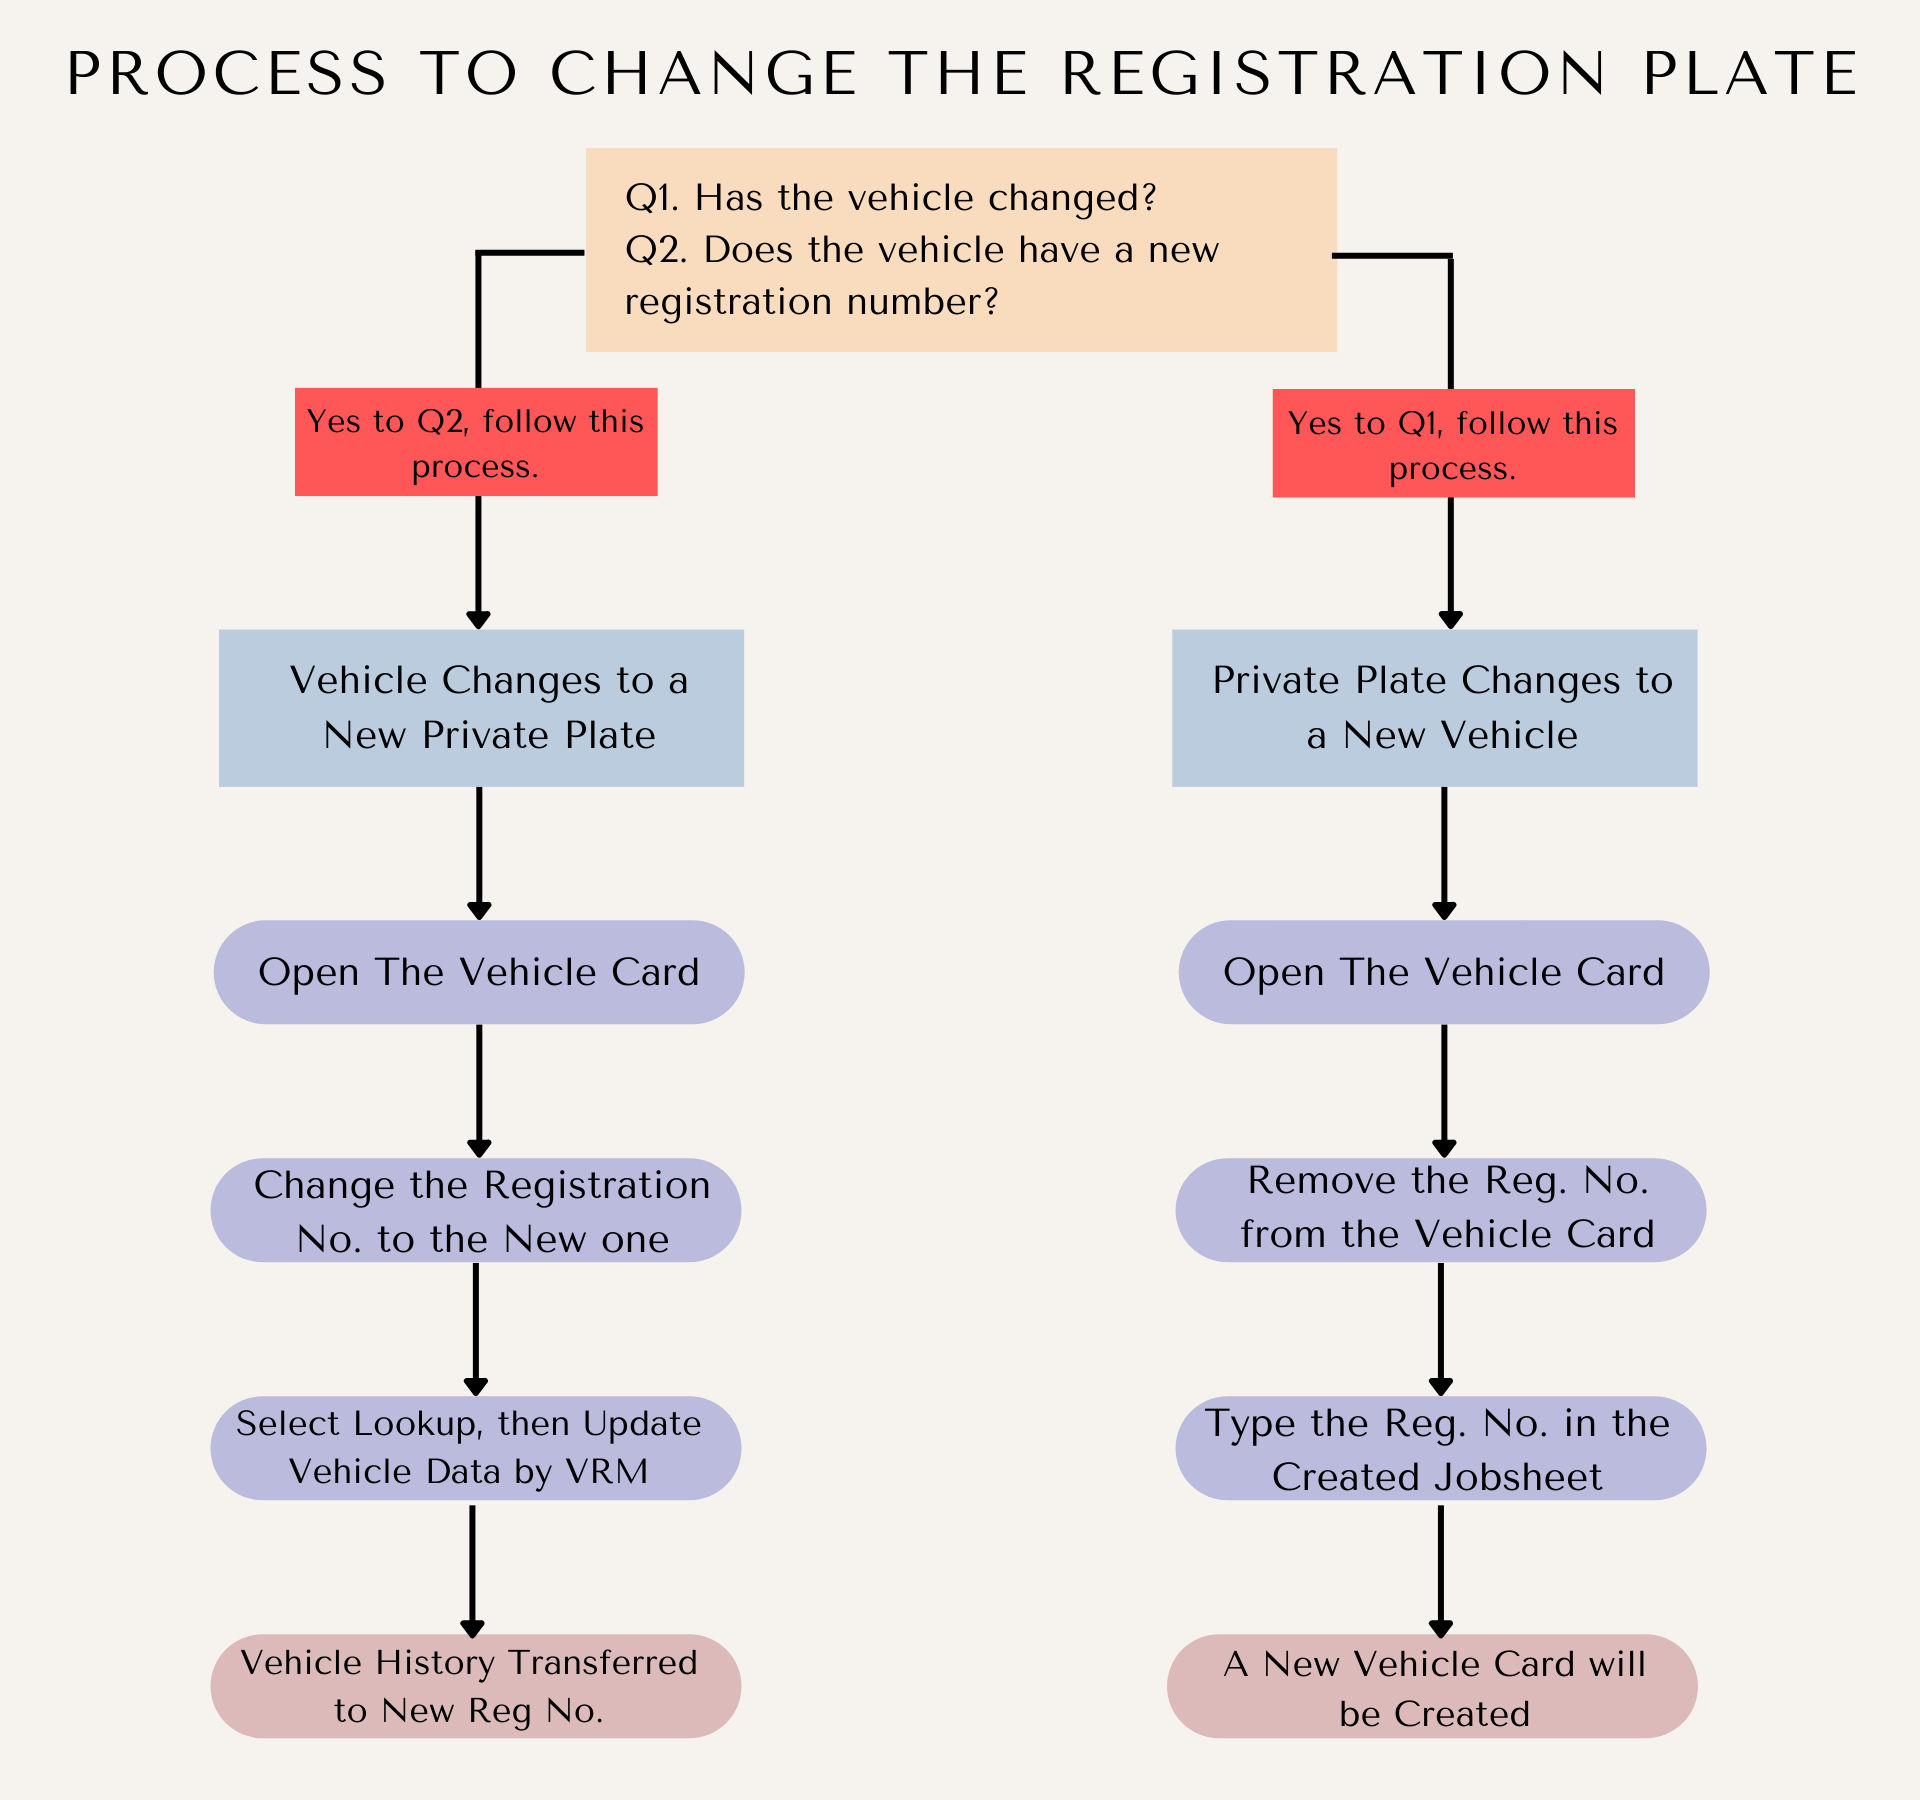 PROCESS TO CHANGE THE REGISTRATION PLATE
Q1. Has the vehicle changed?
Q2. Does the vehicle have a new
registration number?
Yes to Q2, follow this
process.
Yes to Q1, follow this
process.
Vehicle Changes to a
New Private Plate
Private Plate Changes to
a New Vehicle
Open The Vehicle Card
Open The Vehicle Card
Change the Registration
No. to the New one
Remove the Reg. No.
from the Vehicle Card
Select Lookup, then Update
Vehicle Data by VRM
Type the Reg. No. in the
Created Jobsheet
Vehicle History Transferred
to New Reg No.
A New Vehicle Card will
be Created